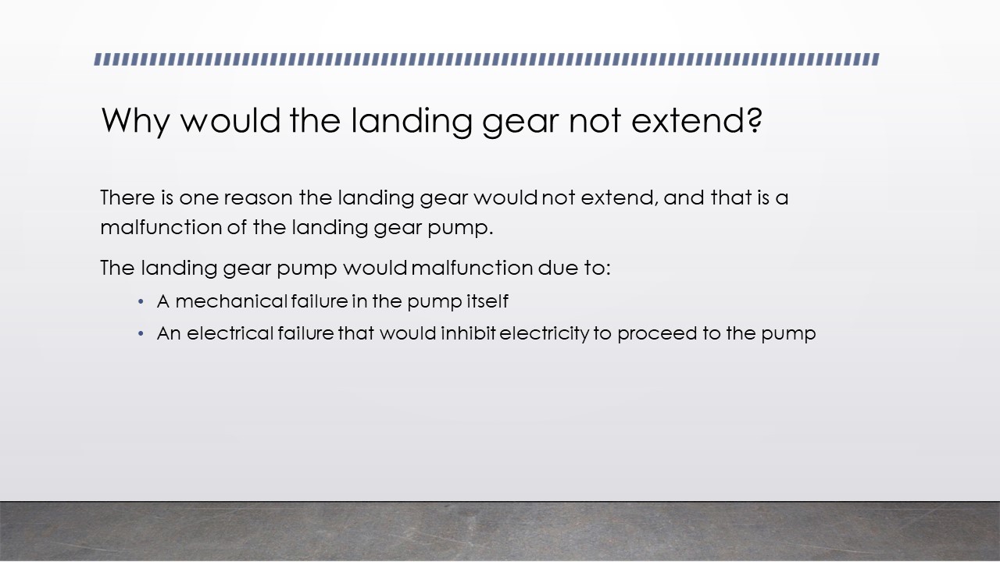 Why would the landing gear not extend?
There is one reason the landing gear would not extend, and that is a
malfunction of the landing gear pump.
The landing gear pump would malfunction due to:
• A mechanical failure in the pump itself
• An electrical failure that would inhibit electricity to proceed to the pump